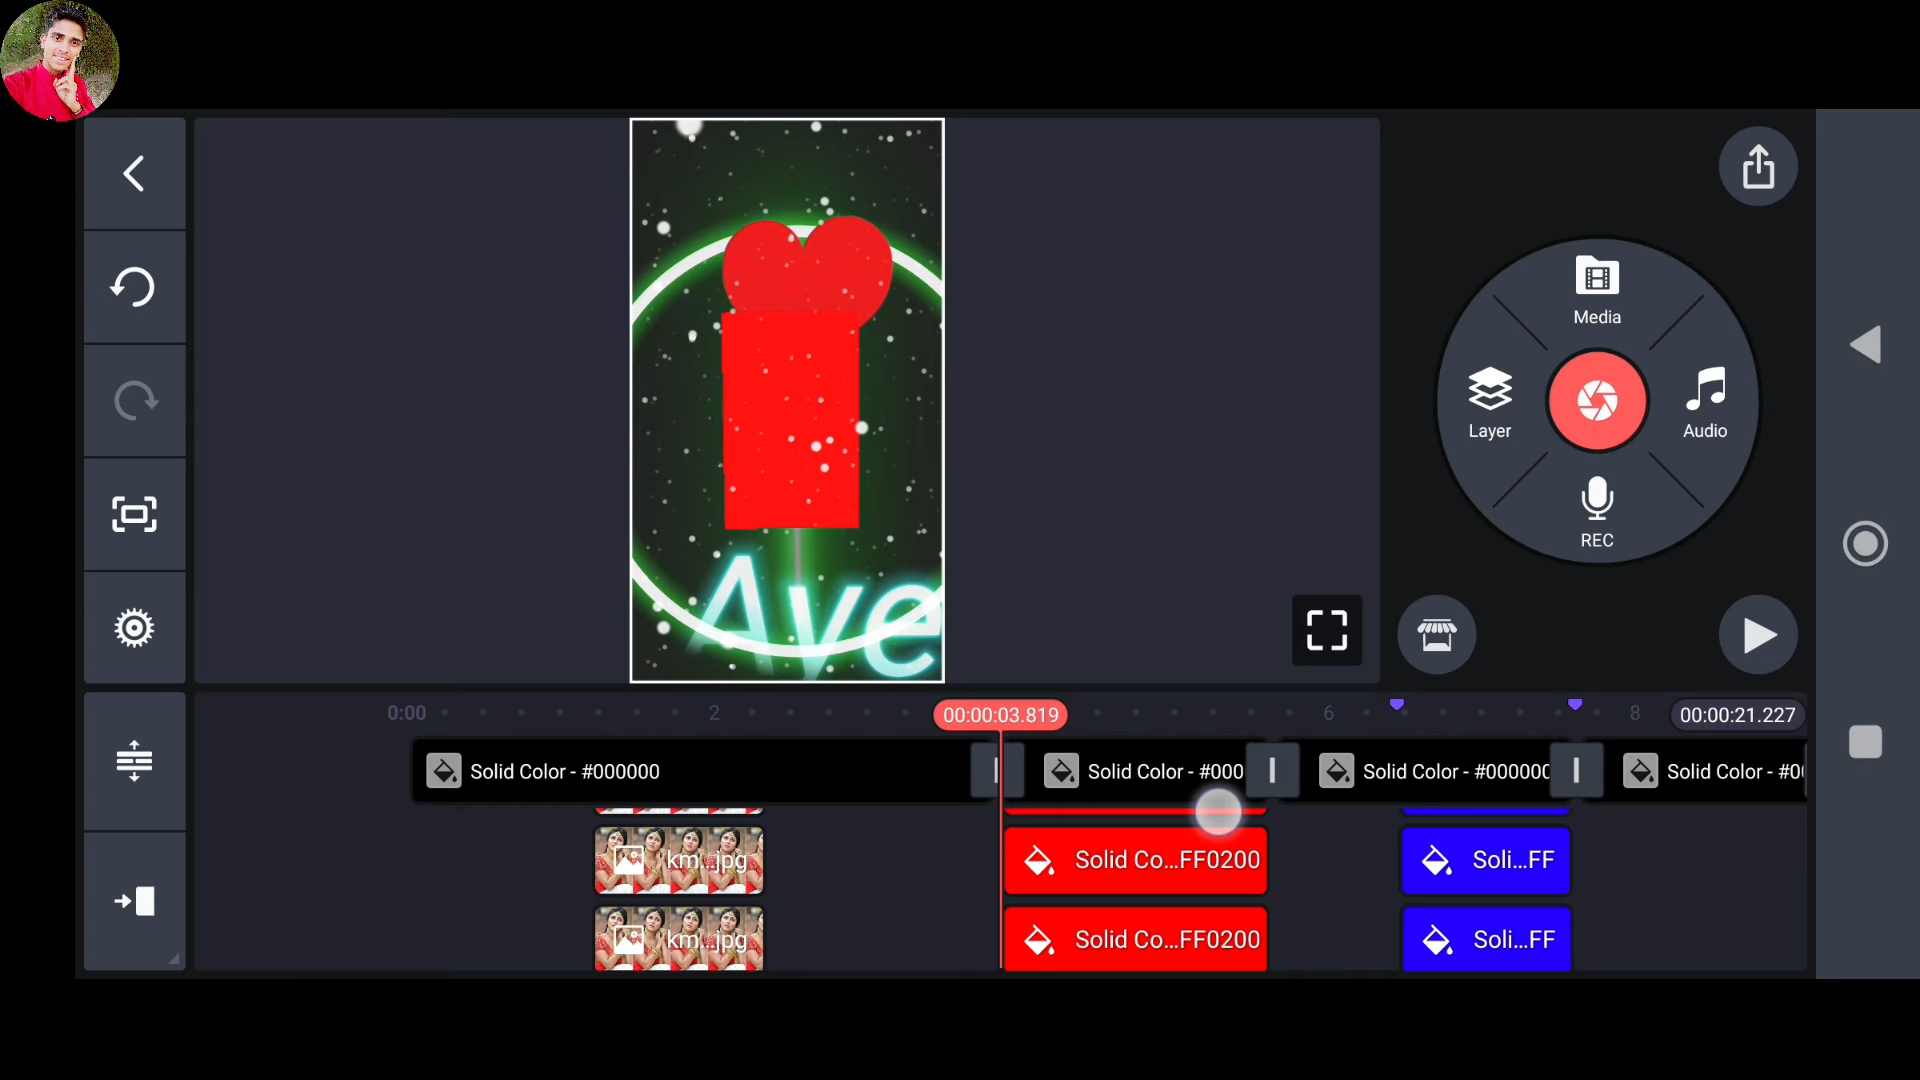 Media
Layer
Audio
REC
Ave
0:00
2
00:00:03.819
6
8
00:00:21.227
Solid Color - #000000
Solid Color - #000
Solid Color - #000000
Solid Color - #00
km...jpg
Solid Co...FF0200
Soli...FF
km...jpg
Solid Co...FF0200
Soli...FF